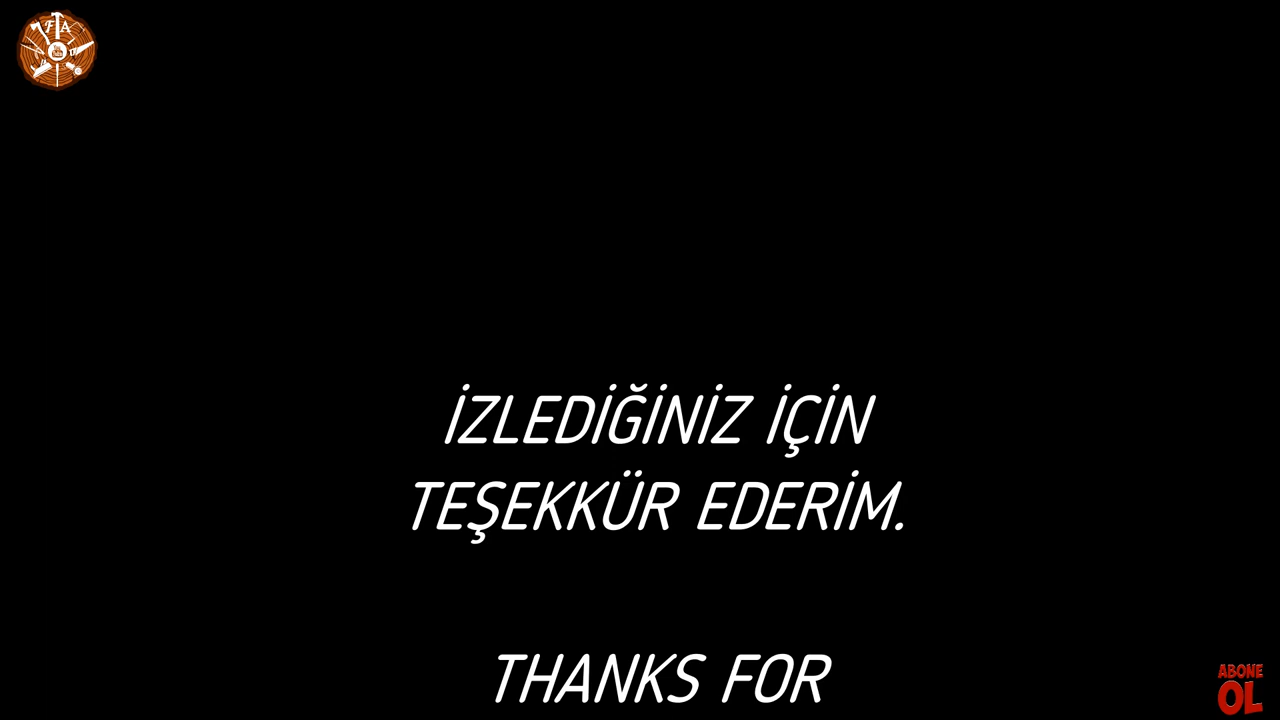 F A
İZLEDİĞİNİZ İÇİN
TEŞEKKÜR EDERİM.
THANKS FOR
ABONE
OL